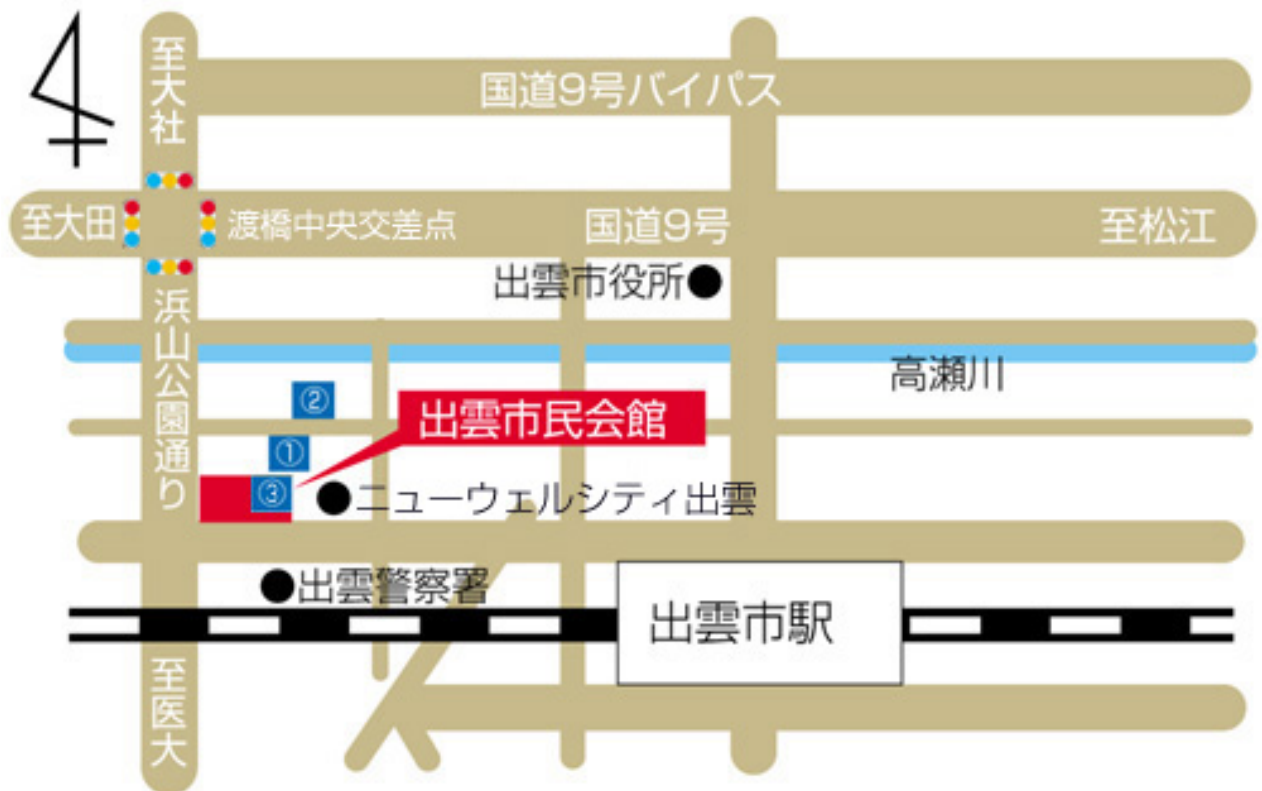 至大社
国道9号バイパス
至大田
渡橋中央交差点
国道9号
至松江
出雲市役所
浜山公園通り
高瀬川
②
出雲市民会館
①
③
ニューウェルシティ出雲
出雲警察署
出雲市駅
至医大